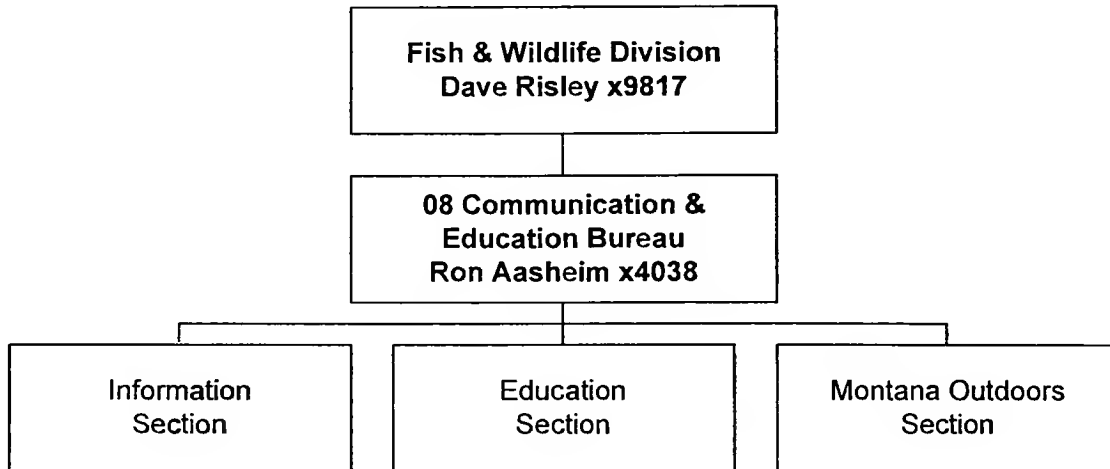 Fish & Wildlife Division
Dave Risley x9817
08 Communication &
Education Bureau
Ron Aasheim x4038
Information
Section
Education
Section
Montana Outdoors
Section